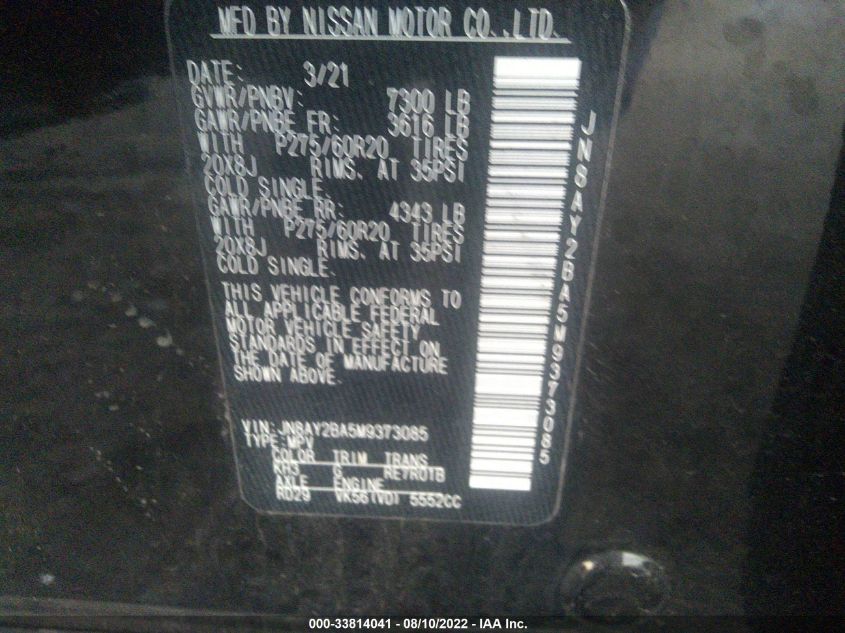 MFD BY NISSAN MOTOR CO.,LTD.
DATE: 3/21
GVWR/PNBV: 7300 LB
GAWR/PNBE FR: 3616 LB
WITH P275/60R20 TIRES
20X8J RIMS. AT 35PSI
COLD SINGLE.
GAWR/PNBE RR: 4343 LB
WITH P275/60R20 TIRES
20X8J RIMS. AT 35PSI
COLD SINGLE.
THIS VEHICLE CONFORMS TO
ALL APPLICABLE FEDERAL
MOTOR VEHICLE SAFETY
STANDARDS IN EFFECT ON
THE DATE OF MANUFACTURE
SHOWN ABOVE.
VIN:JN8AY2BA5M9373085
TYPE:MPV
COLOR TRIM TRANS
KH3 G RE7R01B
AXLE ENGINE
RD29 VK56(VD) 5552CC
JN8AY2BA5M9373085
000-33814041 - 08/10/2022 - IAA Inc.